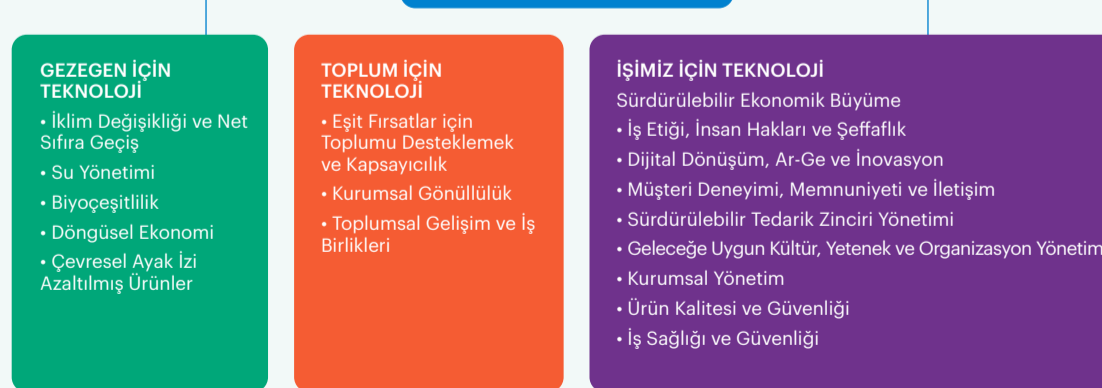 GEZEGEN İÇİN
TEKNOLOJİ
• İklim Değişikliği ve Net
Sıfıra Geçiş
• Su Yönetimi
• Biyoçeşitlilik
• Döngüsel Ekonomi
• Çevresel Ayak İzi
Azaltılmış Ürünler
TOPLUM İÇİN
TEKNOLOJİ
• Eşit Fırsatlar için
Toplumu Desteklemek
ve Kapsayıcılık
• Kurumsal Gönüllülük
• Toplumsal Gelişim ve İş
Birlikleri
İŞİMİZ İÇİN TEKNOLOJİ
Sürdürülebilir Ekonomik Büyüme
• İş Etiği, İnsan Hakları ve Şeffaflık
• Dijital Dönüşüm, Ar-Ge ve İnovasyon
• Müşteri Deneyimi, Memnuniyeti ve İletişim
• Sürdürülebilir Tedarik Zinciri Yönetimi
• Geleceğe Uygun Kültür, Yetenek ve Organizasyon Yönetim
• Kurumsal Yönetim
• Ürün Kalitesi ve Güvenliği
• İş Sağlığı ve Güvenliği